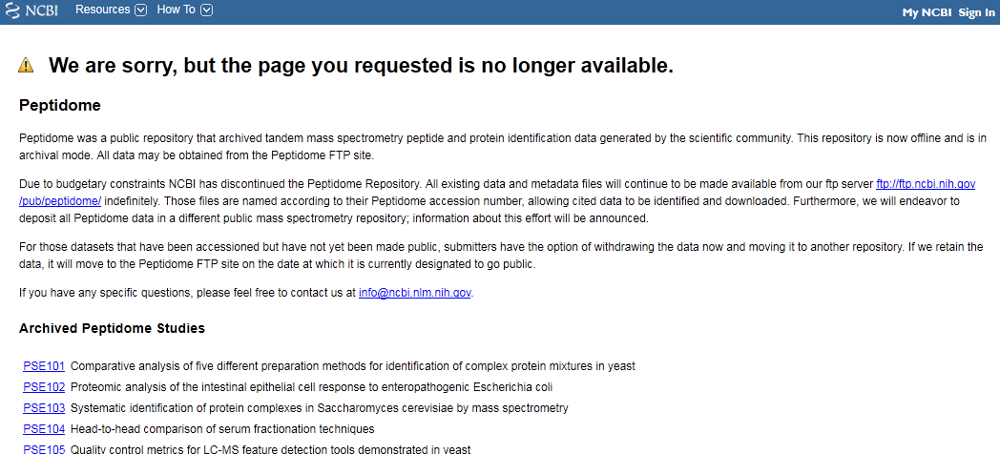 NCBI Resources How To My NCBI Sign In
We are sorry, but the page you requested is no longer available.
Peptidome
Peptidome was a public repository that archived tandem mass spectrometry peptide and protein identification data generated by the scientific community. This repository is now offline and is in
archival mode. All data may be obtained from the Peptidome FTP site.
Due to budgetary constraints NCBI has discontinued the Peptidome Repository. All existing data and metadata files will continue to be made available from our ftp server ftp://ftp.ncbi.nih.gov
/pub/peptidome/ indefinitely. Those files are named according to their Peptidome accession number, allowing cited data to be identified and downloaded. Furthermore, we will endeavor to
deposit all Peptidome data in a different public mass spectrometry repository; information about this effort will be announced.
For those datasets that have been accessioned but have not yet been made public, submitters have the option of withdrawing the data now and moving it to another repository. If we retain the
data, it will move to the Peptidome FTP site on the date at which it is currently designated to go public.
If you have any specific questions, please feel free to contact us at info@ncbi.nlm.nih.gov.
Archived Peptidome Studies
PSE101 Comparative analysis of five different preparation methods for identification of complex protein mixtures in yeast
PSE102 Proteomic analysis of the intestinal epithelial cell response to enteropathogenic Escherichia coli
PSE103 Systematic identification of protein complexes in Saccharomyces cerevisiae by mass spectrometry
PSE104 Head-to-head comparison of serum fractionation techniques
PSE105 Quality control metrics for LC-MS feature detection tools demonstrated in yeast